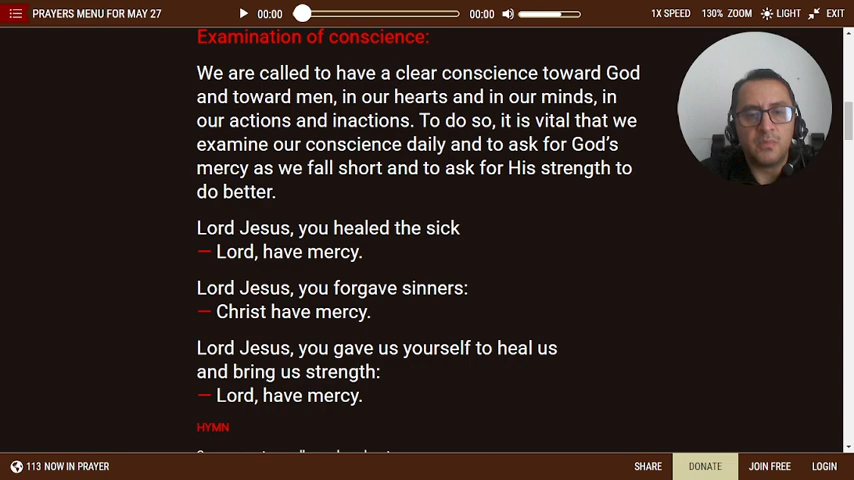 PRAYERS MENU FOR MAY 27 00:00 00:00 1X SPEED 130% ZOOM LIGHT EXIT
Examination of conscience:
We are called to have a clear conscience toward God
and toward men, in our hearts and in our minds, in
our actions and inactions. To do so, it is vital that we
examine our conscience daily and to ask for God’s
mercy as we fall short and to ask for His strength to
do better.
Lord Jesus, you healed the sick
— Lord, have mercy.
Lord Jesus, you forgave sinners:
— Christ have mercy.
Lord Jesus, you gave us yourself to heal us
and bring us strength:
— Lord, have mercy.
HYMN
113 NOW IN PRAYER SHARE DONATE JOIN FREE LOGIN